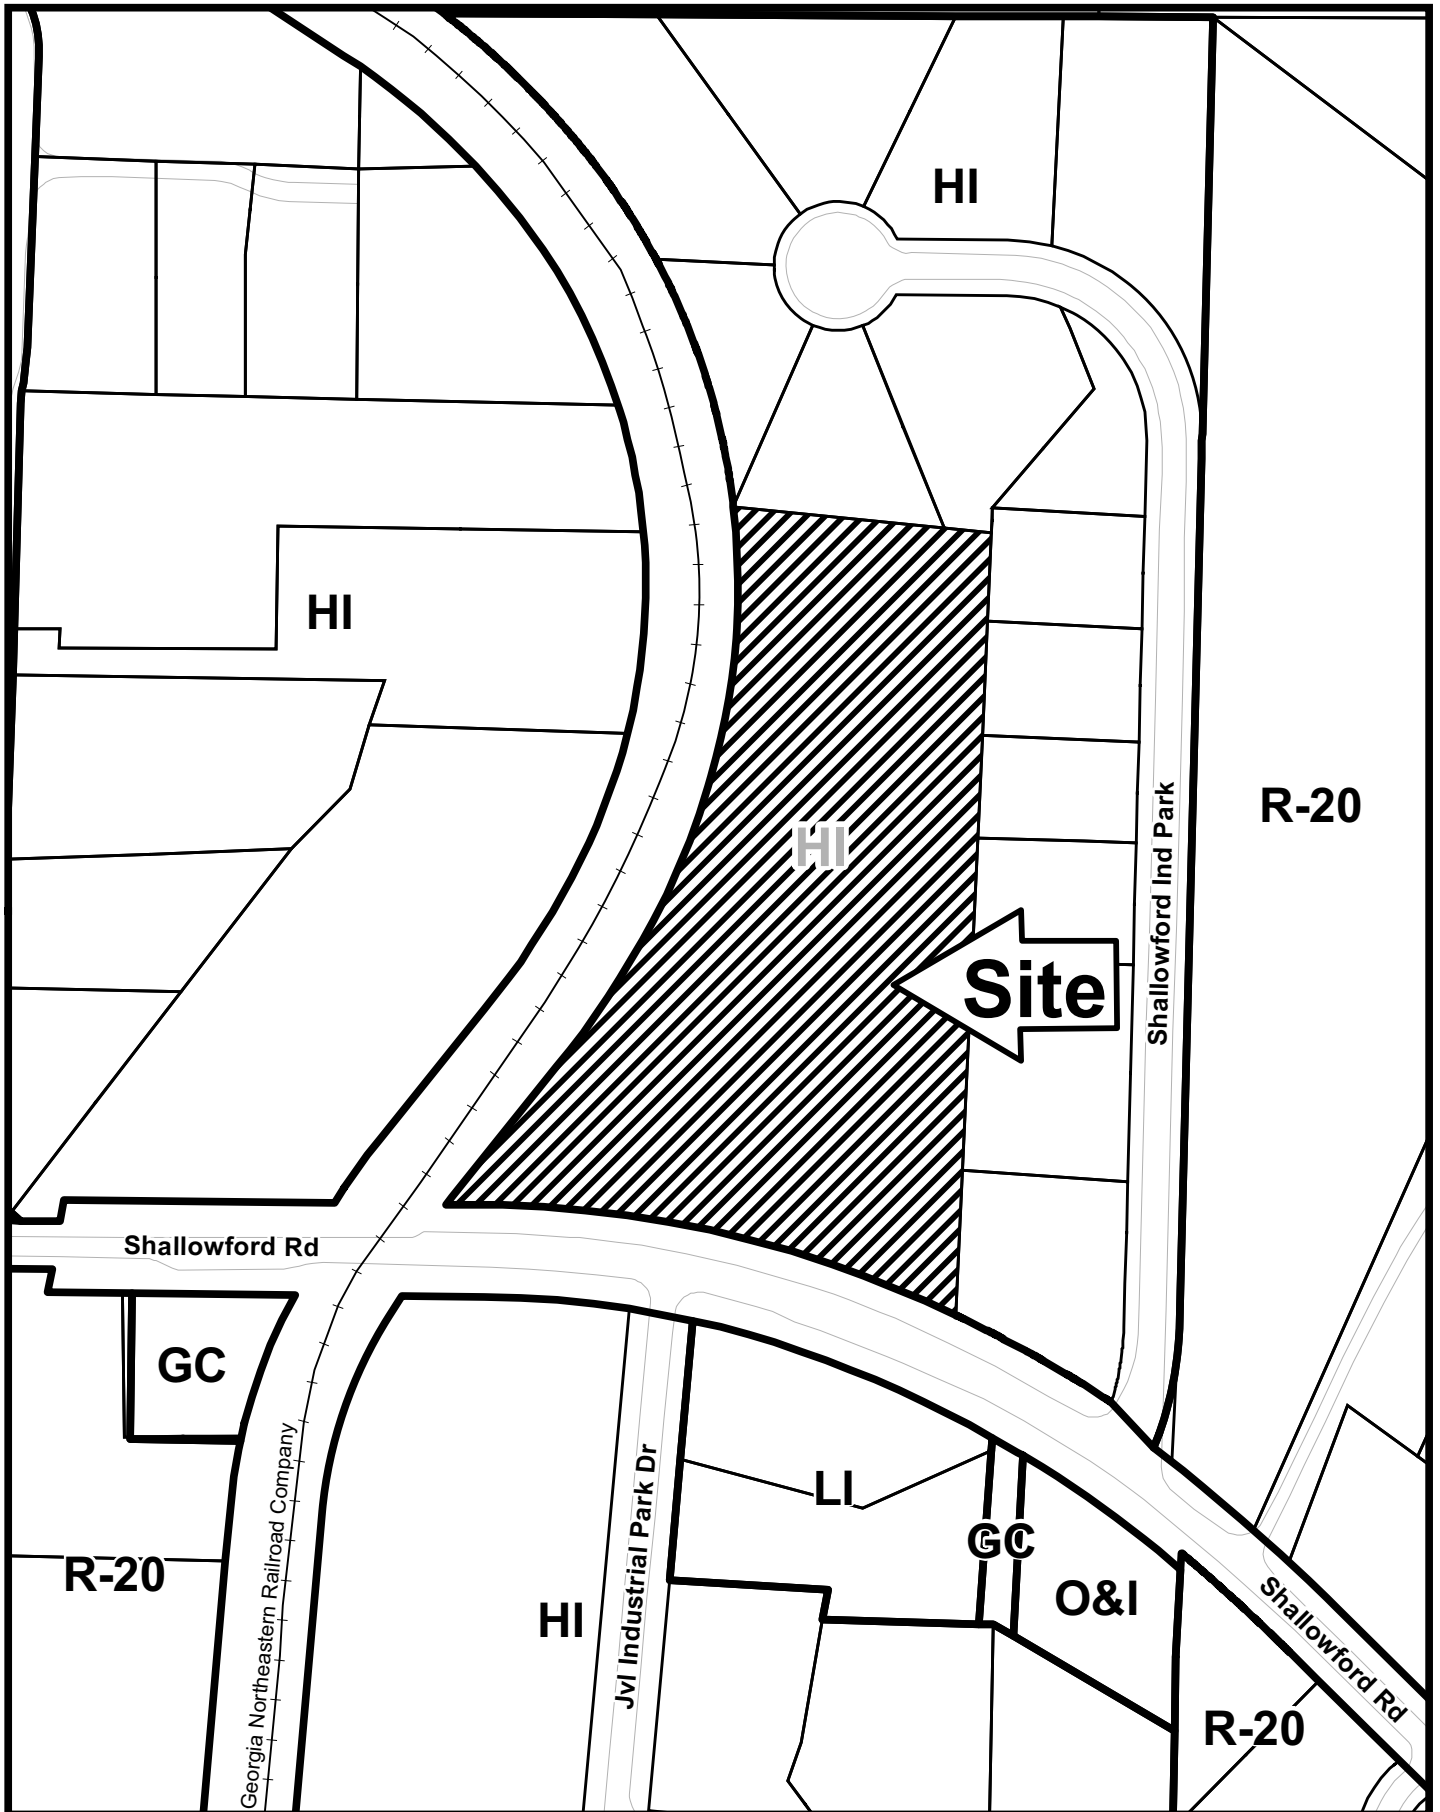 HI
HI
R-20
HI
Shallowford Ind Park
Site
Shallowford Rd
GC
LI
GC
R-20
O&I
HI
Jvl Industrial Park Dr
Georgia Northeastern Railroad Company
Shallowford Rd
R-20